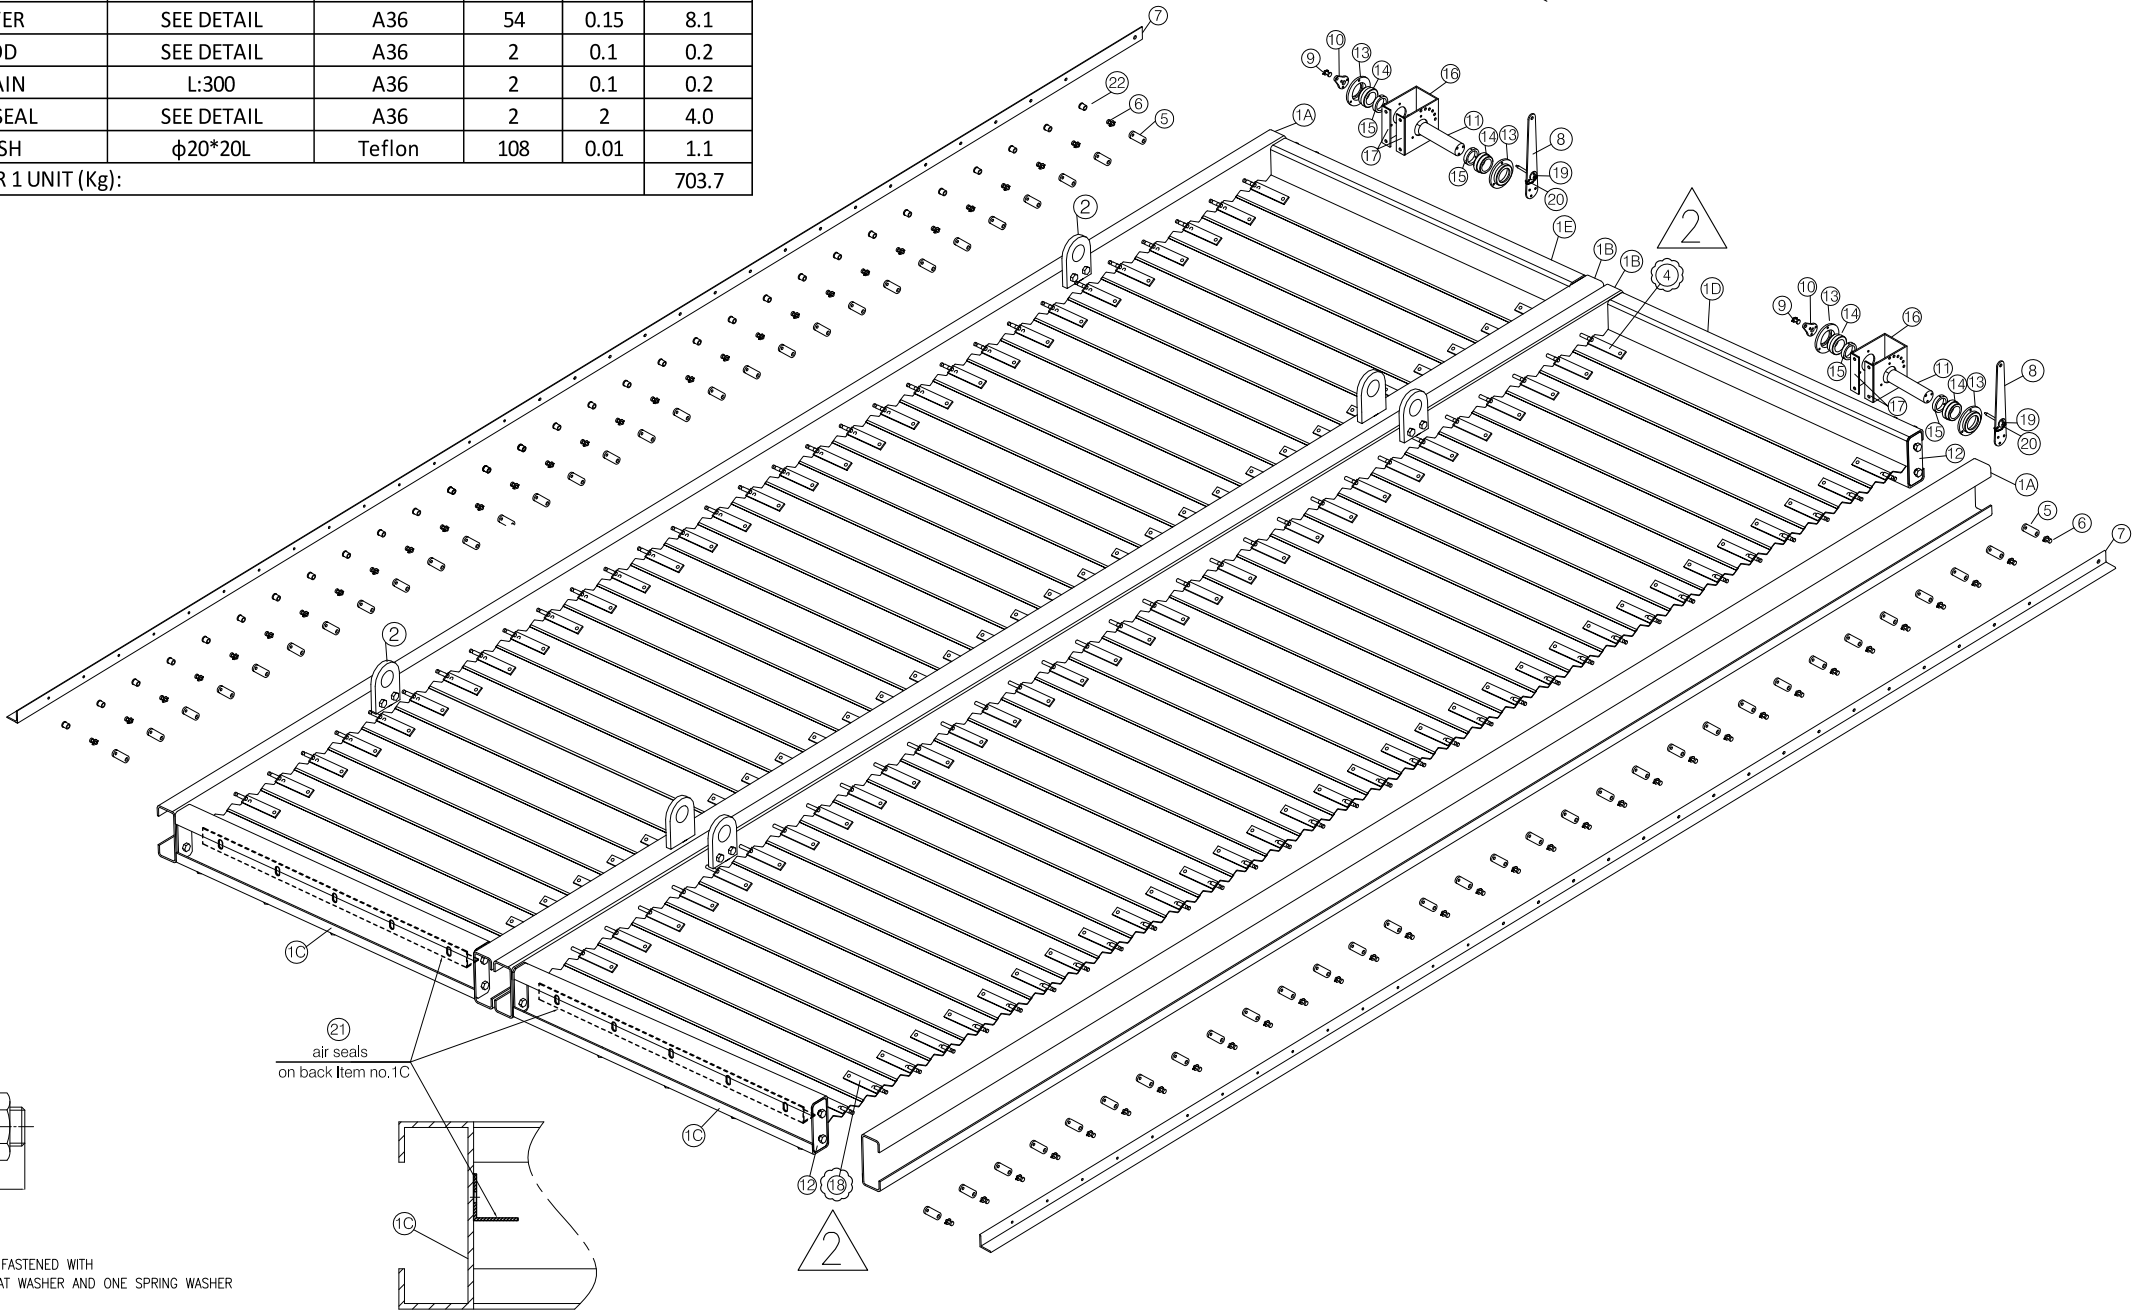 TER SEE DETAIL A36 54 0.15 8.1
OD SEE DETAIL A36 2 0.1 0.2
AIN L:300 A36 2 0.1 0.2
SEAL SEE DETAIL A36 2 2 4.0
SH ϕ20*20L Teflon 108 0.01 1.1
R 1 UNIT (Kg): 703.7
7
22
6
5
9
10
13
14
15
16
17
11
15
14
13
8
19
20
1A
2
1E
1B
1B
2
4
1D
9
10
13
14
15
16
17
11
15
14
13
8
19
20
12
1A
5
6
7
2
1C
21
air seals
on back Item no.1C
1C
12
18
2
1C
FASTENED WITH
AT WASHER AND ONE SPRING WASHER